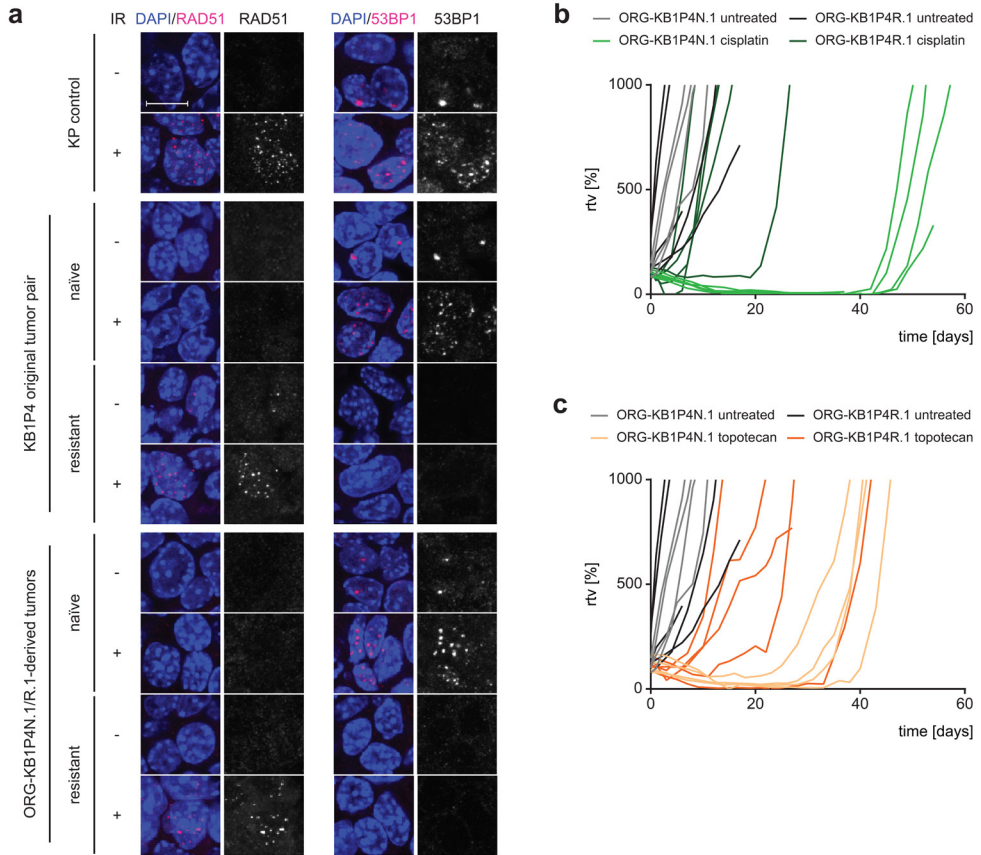 a
IR DAPI/RAD51 RAD51 DAPI/53BP1 53BP1
KP control
-
+
KB1P4 original tumor pair
naïve
-
+
resistant
-
+
ORG-KB1P4N.1/R.1-derived tumors
naïve
-
+
resistant
-
+
b
ORG-KB1P4N.1 untreated ORG-KB1P4R.1 untreated
ORG-KB1P4N.1 cisplatin ORG-KB1P4R.1 cisplatin
1000
500
0
rtv [%]
0 20 40 60
time [days]
c
ORG-KB1P4N.1 untreated ORG-KB1P4R.1 untreated
ORG-KB1P4N.1 topotecan ORG-KB1P4R.1 topotecan
1000
500
0
rtv [%]
0 20 40 60
time [days]